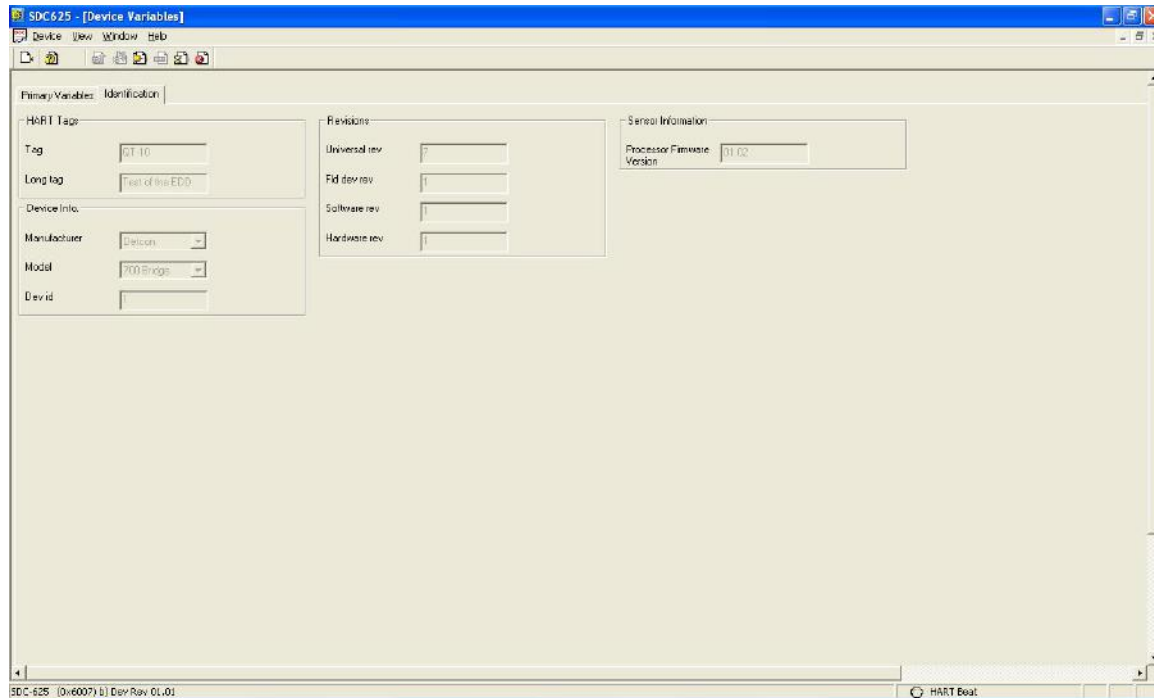 SDC625 - [Device Variables]
Device View Window Help
Primary Variables Identification
HART Tags
Tag QT-10
Long tag Test of the EDD
Device Info.
Manufacturer Detcon
Model 700 Bridge
Dev id 1
Revisions
Universal rev 7
Fld dev rev 1
Software rev 1
Hardware rev 1
Sensor Information
Processor Firmware 01.02
Version
SDC-625 (0x6007) b) Dev Rev 01.01
HART Beat